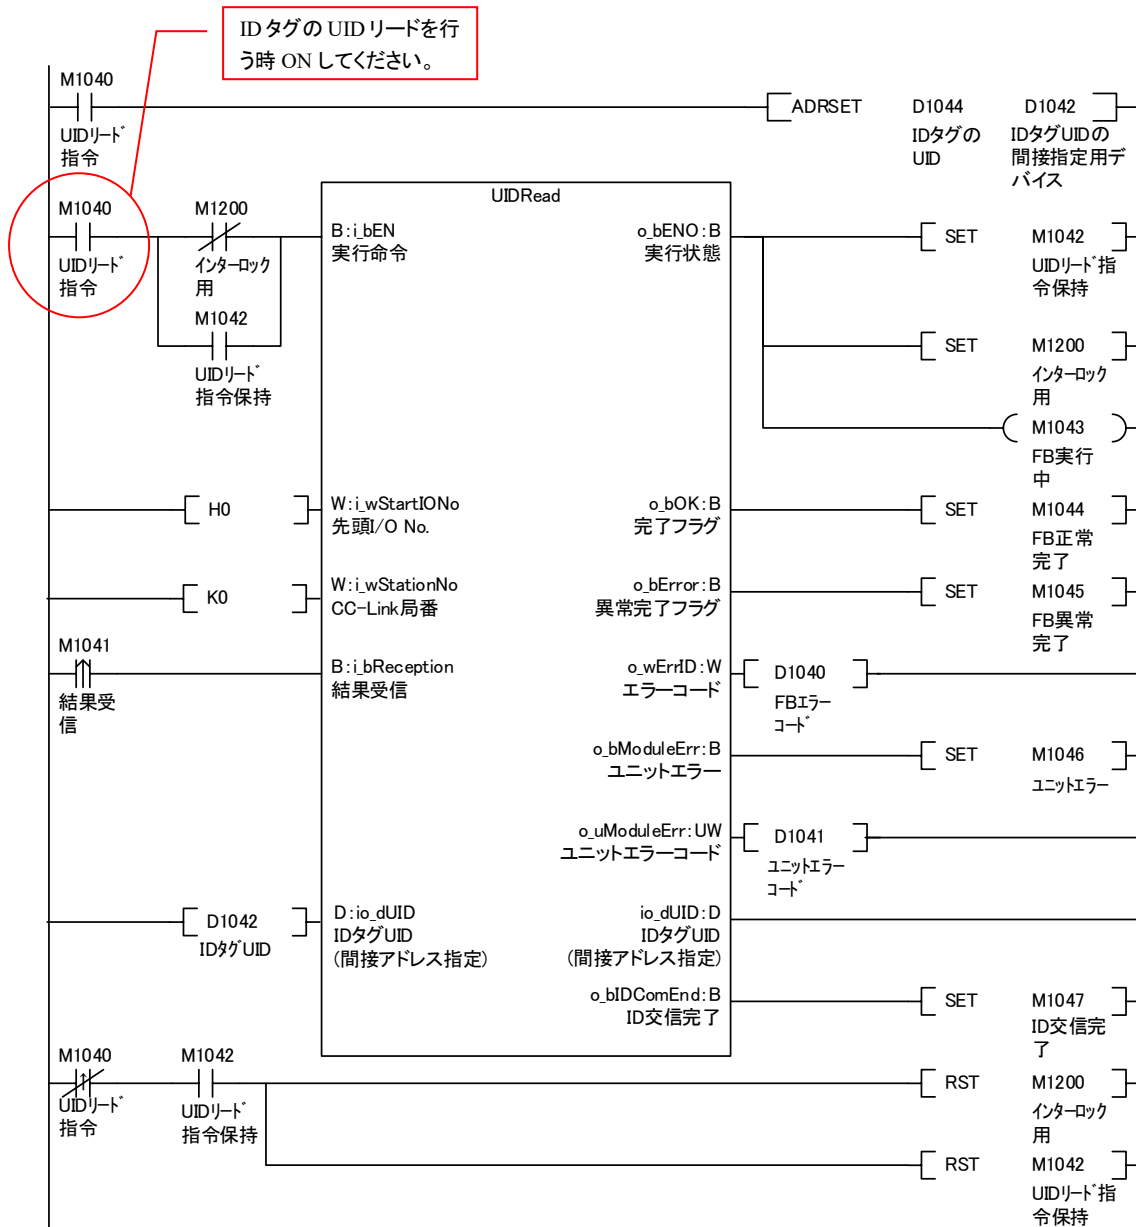 IDタグの UIDリードを行
う時 ON してください。
M1040
UIDリード
指令
ADRSET D1044 D1042
IDタグの
UID
IDタグUIDの
間接指定用デ
バイス
M1040
UIDリード
指令
M1200
インターロック
用
M1042
UIDリード
指令保持
UIDRead
B:i_bEN
実行命令
o_bENO:B
実行状態
SET M1042
UIDリード指
令保持
SET M1200
インターロック
用
M1043
FB実行
中
H0
W:i_wStartIONo
先頭I/O No.
o_bOK:B
完了フラグ
SET M1044
FB正常
完了
K0
W:i_wStationNo
CC-Link局番
o_bError:B
異常完了フラグ
SET M1045
FB異常
完了
M1041
結果受
信
B:i_bReception
結果受信
o_wErrID:W
エラーコード
D1040
FBエラー
コード
o_bModuleErr:B
ユニットエラー
SET M1046
ユニットエラー
o_uModuleErr:UW
ユニットエラーコード
D1041
ユニットエラー
コード
D1042
IDタグUID
D:io_dUID
IDタグUID
(間接アドレス指定)
io_dUID:D
IDタグUID
(間接アドレス指定)
o_bIDComEnd:B
ID交信完了
SET M1047
ID交信完
了
M1040
UIDリード
指令
M1042
UIDリード
指令保持
RST M1200
インターロック
用
RST M1042
UIDリード指
令保持